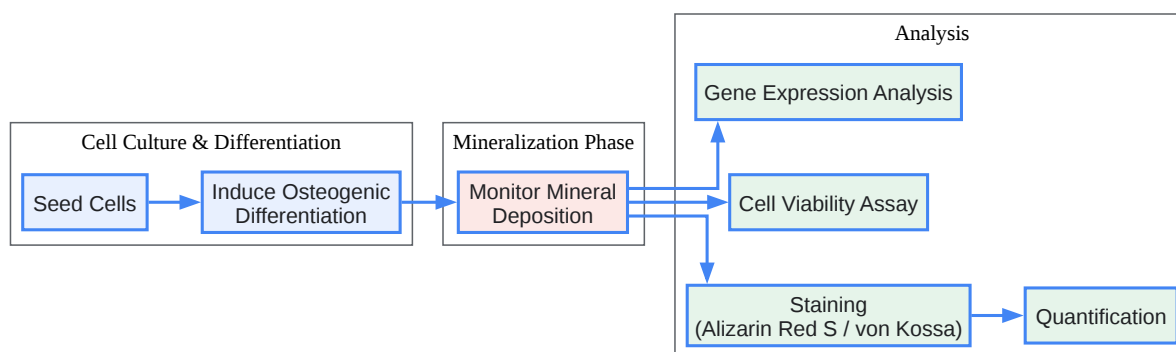 Cell Culture & Differentiation
Seed Cells
Induce Osteogenic
Differentiation
Mineralization Phase
Monitor Mineral
Deposition
Analysis
Gene Expression Analysis
Cell Viability Assay
Staining
(Alizarin Red S / von Kossa)
Quantification